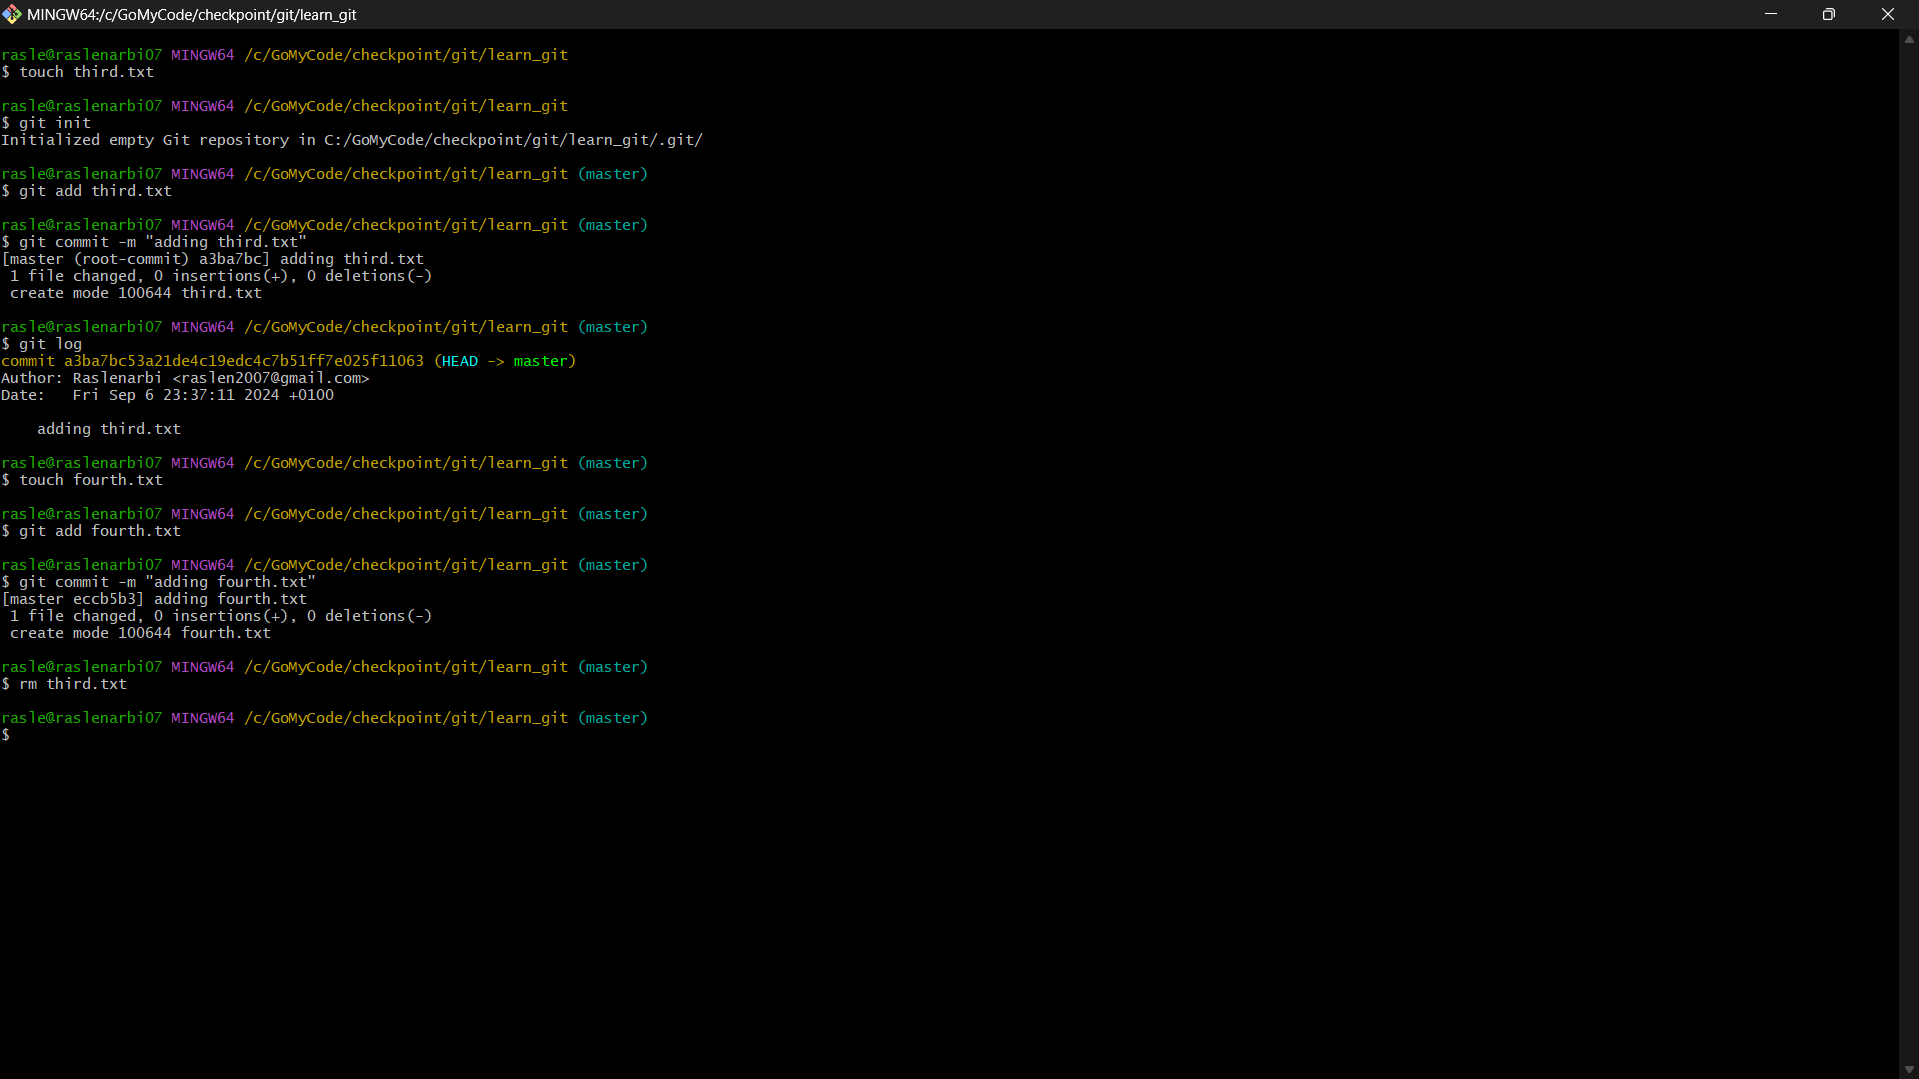 MINGW64:/c/GoMyCode/checkpoint/git/learn_git
rasle@raslenarbi07 MINGW64 /c/GoMyCode/checkpoint/git/learn_git
$ touch third.txt
rasle@raslenarbi07 MINGW64 /c/GoMyCode/checkpoint/git/learn_git
$ git init
Initialized empty Git repository in C:/GoMyCode/checkpoint/git/learn_git/.git/
rasle@raslenarbi07 MINGW64 /c/GoMyCode/checkpoint/git/learn_git (master)
$ git add third.txt
rasle@raslenarbi07 MINGW64 /c/GoMyCode/checkpoint/git/learn_git (master)
$ git commit -m "adding third.txt"
[master (root-commit) a3ba7bc] adding third.txt
 1 file changed, 0 insertions(+), 0 deletions(-)
 create mode 100644 third.txt
rasle@raslenarbi07 MINGW64 /c/GoMyCode/checkpoint/git/learn_git (master)
$ git log
commit a3ba7bc53a21de4c19edc4c7b51ff7e025f11063 (HEAD -> master)
Author: Raslenarbi <raslen2007@gmail.com>
Date:   Fri Sep 6 23:37:11 2024 +0100
    adding third.txt
rasle@raslenarbi07 MINGW64 /c/GoMyCode/checkpoint/git/learn_git (master)
$ touch fourth.txt
rasle@raslenarbi07 MINGW64 /c/GoMyCode/checkpoint/git/learn_git (master)
$ git add fourth.txt
rasle@raslenarbi07 MINGW64 /c/GoMyCode/checkpoint/git/learn_git (master)
$ git commit -m "adding fourth.txt"
[master eccb5b3] adding fourth.txt
 1 file changed, 0 insertions(+), 0 deletions(-)
 create mode 100644 fourth.txt
rasle@raslenarbi07 MINGW64 /c/GoMyCode/checkpoint/git/learn_git (master)
$ rm third.txt
rasle@raslenarbi07 MINGW64 /c/GoMyCode/checkpoint/git/learn_git (master)
$